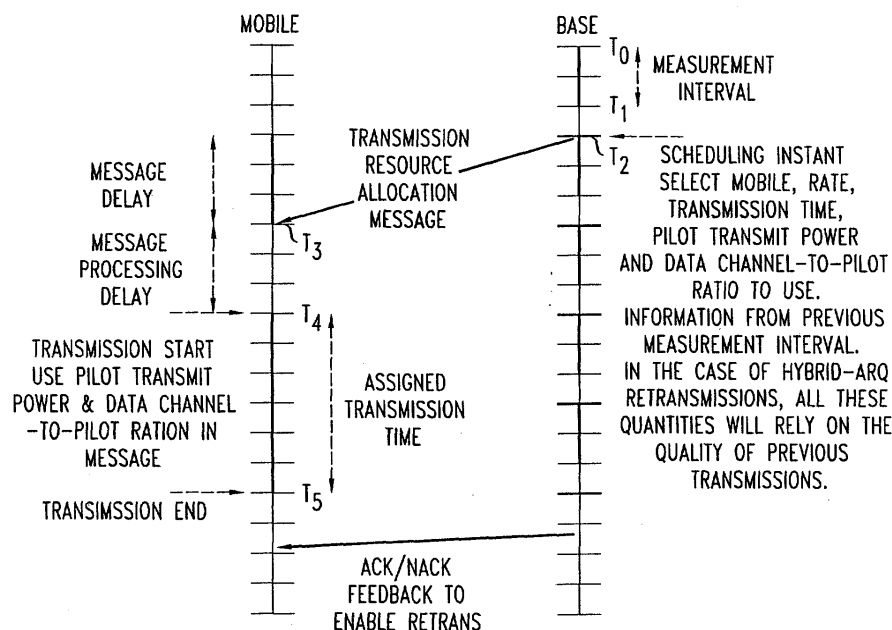 MOBILE
BASE
T0
MEASUREMENT
INTERVAL
T1
TRANSMISSION
RESOURCE
ALLOCATION
MESSAGE
T2
SCHEDULING INSTANT
SELECT MOBILE, RATE,
TRANSMISSION TIME,
PILOT TRANSMIT POWER
AND DATA CHANNEL-TO-PILOT
RATIO TO USE.
INFORMATION FROM PREVIOUS
MEASUREMENT INTERVAL.
IN THE CASE OF HYBRID-ARQ
RETRANSMISSIONS, ALL THESE
QUANTITIES WILL RELY ON THE
QUALITY OF PREVIOUS
TRANSMISSIONS.
MESSAGE
DELAY
T3
MESSAGE
PROCESSING
DELAY
T4
TRANSMISSION START
USE PILOT TRANSMIT
POWER & DATA CHANNEL
-TO-PILOT RATION IN
MESSAGE
ASSIGNED
TRANSMISSION
TIME
T5
TRANSIMSSION END
ACK/NACK
FEEDBACK TO
ENABLE RETRANS